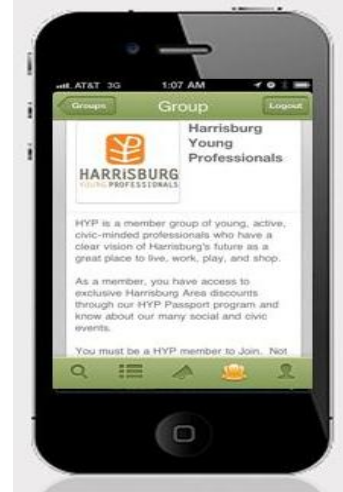 AT&T 3G 1:07 AM
Groups Group Logout
YP
HARRISBURG
YOUNG PROFESSIONALS
Harrisburg
Young
Professionals
HYP is a member group of young, active,
civic-minded professionals who have a
clear vision of Harrisburg's future as a
great place to live, work, play, and shop.
As a member, you have access to
exclusive Harrisburg Area discounts
through our HYP Passport program and
know about our many social and civic
events.
You must be a HYP member to Join. Not